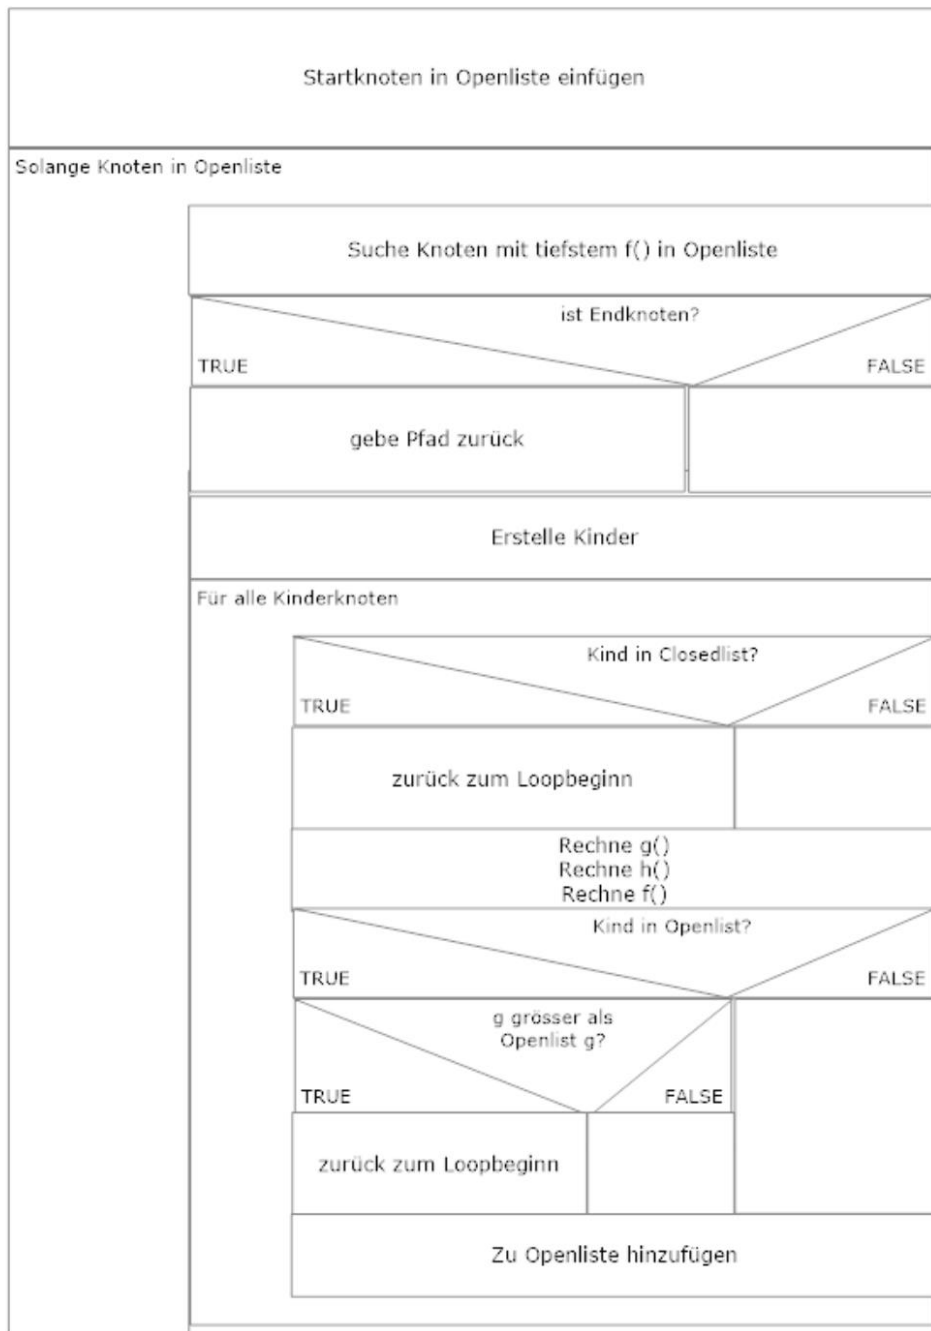 Startknoten in Openliste einfügen
Solange Knoten in Openliste
Suche Knoten mit tiefstem f() in Openliste
ist Endknoten?
TRUE
FALSE
gebe Pfad zurück
Erstelle Kinder
Für alle Kinderknoten
Kind in Closedlist?
TRUE
FALSE
zurück zum Loopbeginn
Rechne g()
Rechne h()
Rechne f()
Kind in Openlist?
TRUE
FALSE
g grösser als
Openlist g?
TRUE
FALSE
zurück zum Loopbeginn
Zu Openliste hinzufügen